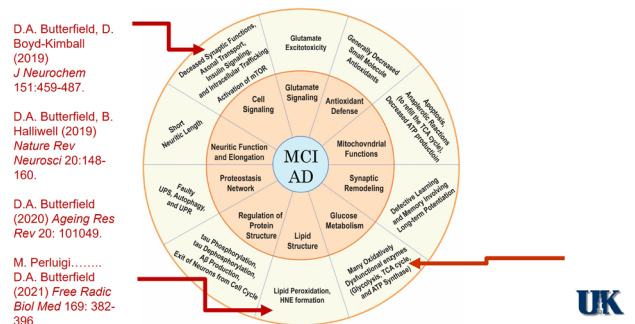 D.A. Butterfield, D.
Boyd-Kimball
(2019)
J Neurochem
151:459-487.
D.A. Butterfield, B.
Halliwell (2019)
Nature Rev
Neurosci 20:148-
160.
D.A. Butterfield
(2020) Ageing Res
Rev 20: 101049.
M. Perluigi........
D.A. Butterfield
(2021) Free Radic
Biol Med 169: 382-
396.
Deceased Synaptic Functions,
Axonal Transport,
Insulin Signaling,
and Intracellular Trafficking
Activation of mTOR
Glutamate
Excitotoxicity
Generally Decreased
Small Molecule
Antioxidants
Apoptosis,
Anaplerotic Reactions
(to refill the TCA cycle),
Decreased ATP production
Defective Learning
and Memory Involving
Long-term Potentiation
Many Oxidatively
Dysfunctional enzymes
(Glycolysis, TCA cycle,
and ATP Synthase)
Lipid Peroxidation,
HNE formation
tau Phosphorylation,
tau Dephosphorylation,
Aβ Production,
Exit of Neurons from Cell Cycle
Faulty
UPS, Autophagy,
and UPR
Short
Neuritic Length
Cell
Signaling
Glutamate
Signaling
Antioxidant
Defense
Mitochovndrial
Functions
Synaptic
Remodeling
Glucose
Metabolism
Lipid
Structure
Regulation of
Protein
Structure
Proteostasis
Network
Neuritic Function
and Elongation
MCI
AD
UK